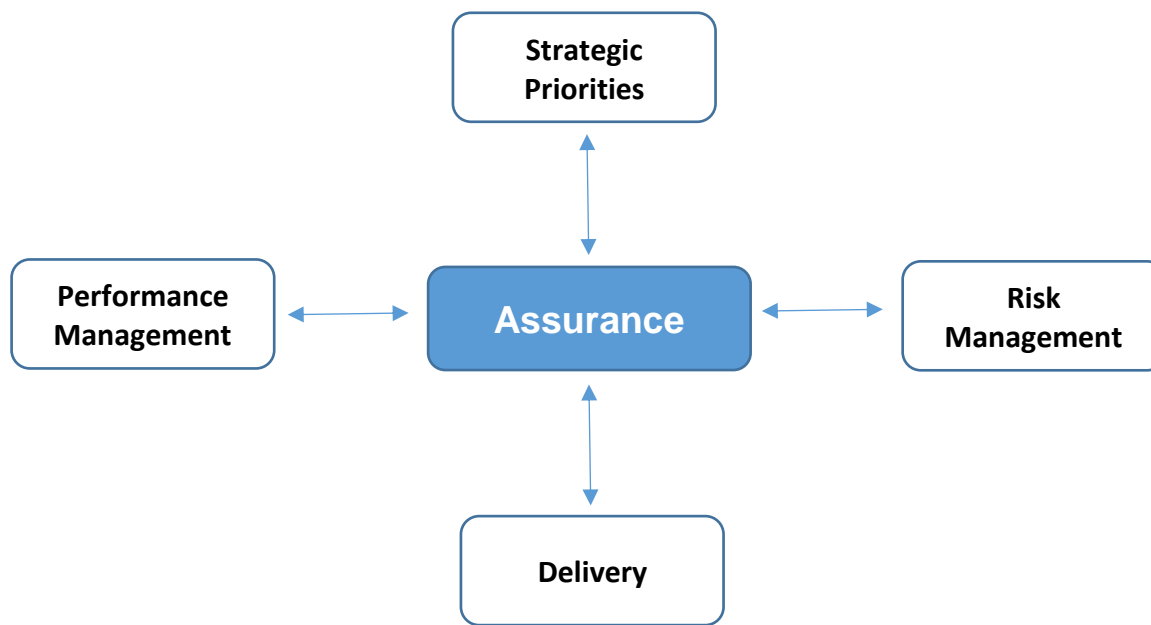 Strategic
Priorities
Performance
Management
Assurance
Risk
Management
Delivery